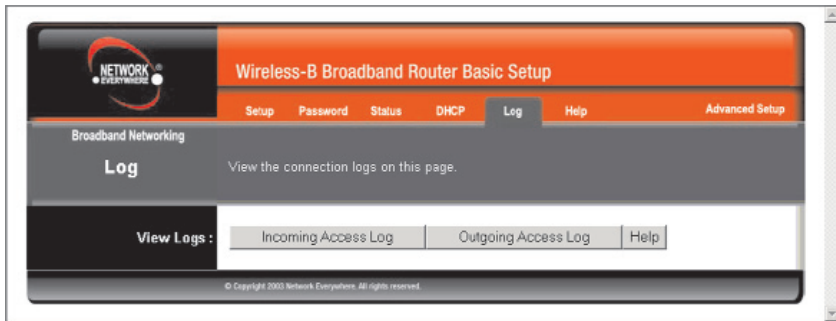 NETWORK
EVERYWHERE
Wireless-B Broadband Router Basic Setup
Setup Password Status DHCP Log Help Advanced Setup
Broadband Networking
Log
View the connection logs on this page.
View Logs :
Incoming Access Log Outgoing Access Log Help
© Copyright 2003 Network Everywhere. All rights reserved.